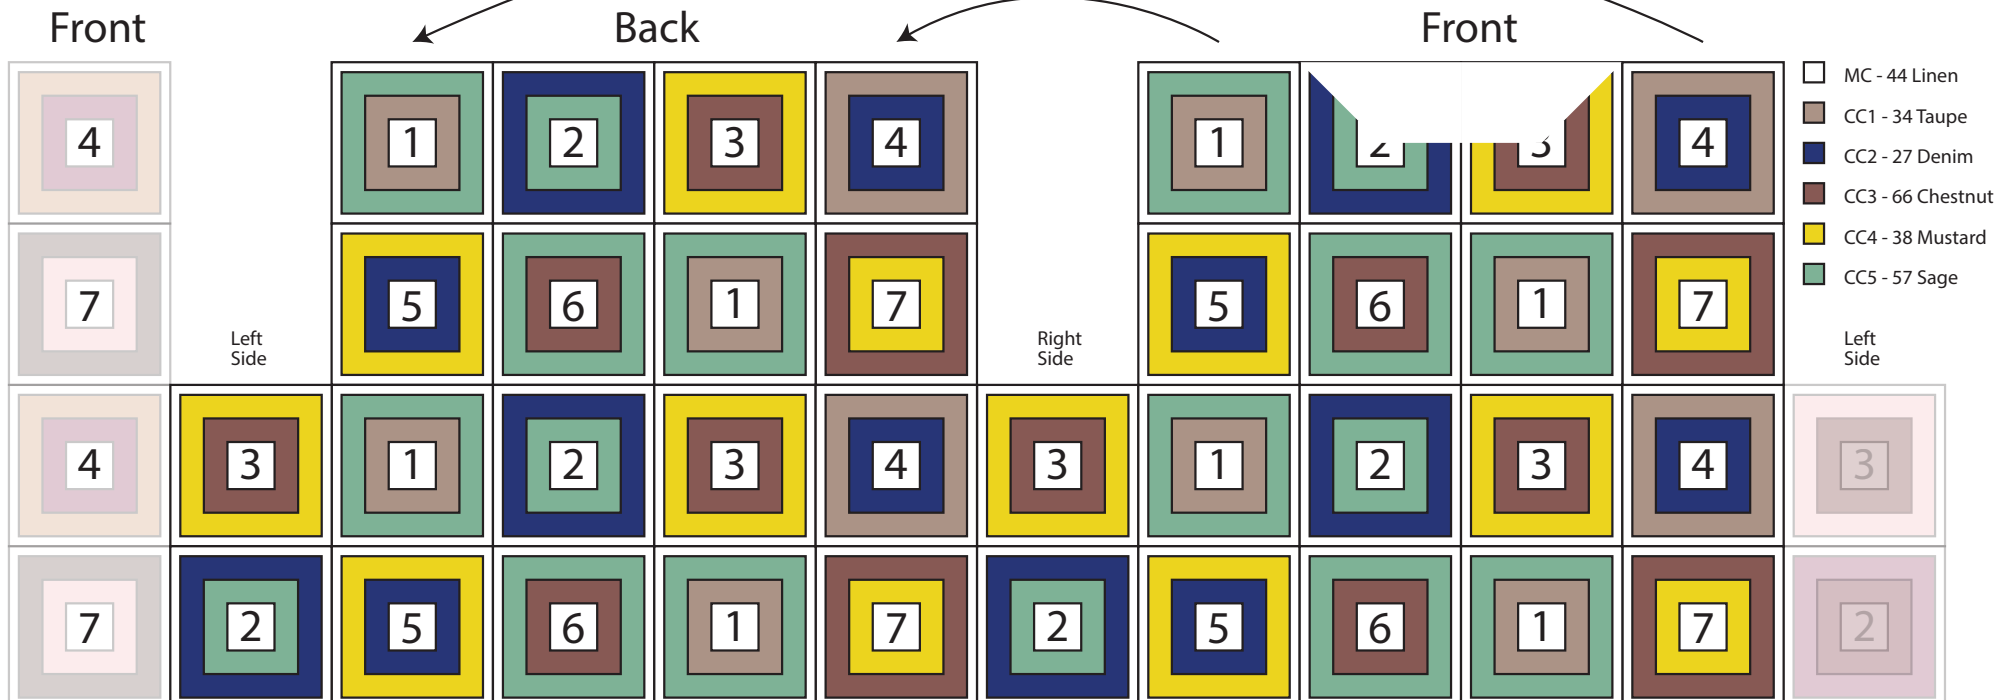 Front Back Front
4 1 2 3 4 1 2 3 4
MC - 44 Linen
CC1 - 34 Taupe
CC2 - 27 Denim
CC3 - 66 Chestnut
CC4 - 38 Mustard
CC5 - 57 Sage
7 5 6 1 7 5 6 1 7
Left
Side
Right
Side
Left
Side
4 3 1 2 3 4 3 1 2 3 4 3
7 2 5 6 1 7 2 5 6 1 7 2